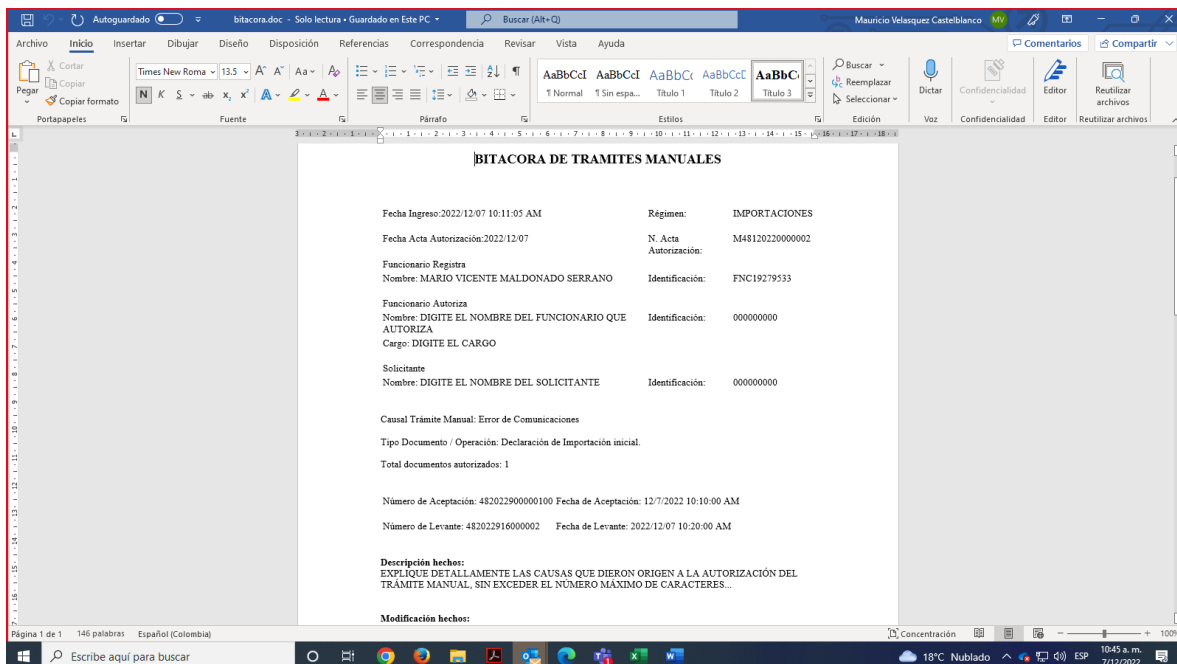 Autoguardado
bitacora.doc - Solo lectura • Guardado en Este PC
Buscar (Alt+Q)
Mauricio Velasquez Castelblanco
MV
Archivo Inicio Insertar Dibujar Diseño Disposición Referencias Correspondencia Revisar Vista Ayuda
Comentarios Compartir
Pegar
Cortar
Copiar
Copiar formato
Portapapeles
Times New Roma 13.5
Aa
N K S ab x, x²
Fuente
Párrafo
AaBbCcI AaBbCcI AaBbCc AaBbCcE AaBbC
¶ Normal ¶ Sin espa... Título 1 Título 2 Título 3
Estilos
Buscar
Reemplazar
Seleccionar
Edición
Dictar
Voz
Confidencialidad
Confidencialidad
Editor
Editor
Reutilizar archivos
Reutilizar archivos
BITACORA DE TRAMITES MANUALES
Fecha Ingreso:2022/12/07 10:11:05 AM Régimen: IMPORTACIONES
Fecha Acta Autorización:2022/12/07 N. Acta Autorización: M48120220000002
Funcionario Registra
Nombre: MARIO VICENTE MALDONADO SERRANO Identificación: FNC19279533
Funcionario Autoriza
Nombre: DIGITE EL NOMBRE DEL FUNCIONARIO QUE AUTORIZA Identificación: 000000000
Cargo: DIGITE EL CARGO
Solicitante
Nombre: DIGITE EL NOMBRE DEL SOLICITANTE Identificación: 000000000
Causal Trámite Manual: Error de Comunicaciones
Tipo Documento / Operación: Declaración de Importación inicial.
Total documentos autorizados: 1
Número de Aceptación: 482022900000100 Fecha de Aceptación: 12/7/2022 10:10:00 AM
Número de Levante: 482022916000002 Fecha de Levante: 2022/12/07 10:20:00 AM
Descripción hechos:
EXPLIQUE DETALLAMENTE LAS CAUSAS QUE DIERON ORIGEN A LA AUTORIZACIÓN DEL
TRÁMITE MANUAL, SIN EXCEDER EL NÚMERO MÁXIMO DE CARACTERES...
Modificación hechos:
Página 1 de 1 146 palabras Español (Colombia)
Concentración
100%
Escribe aquí para buscar
18°C Nublado
ESP
10:45 a. m.
7/12/2022